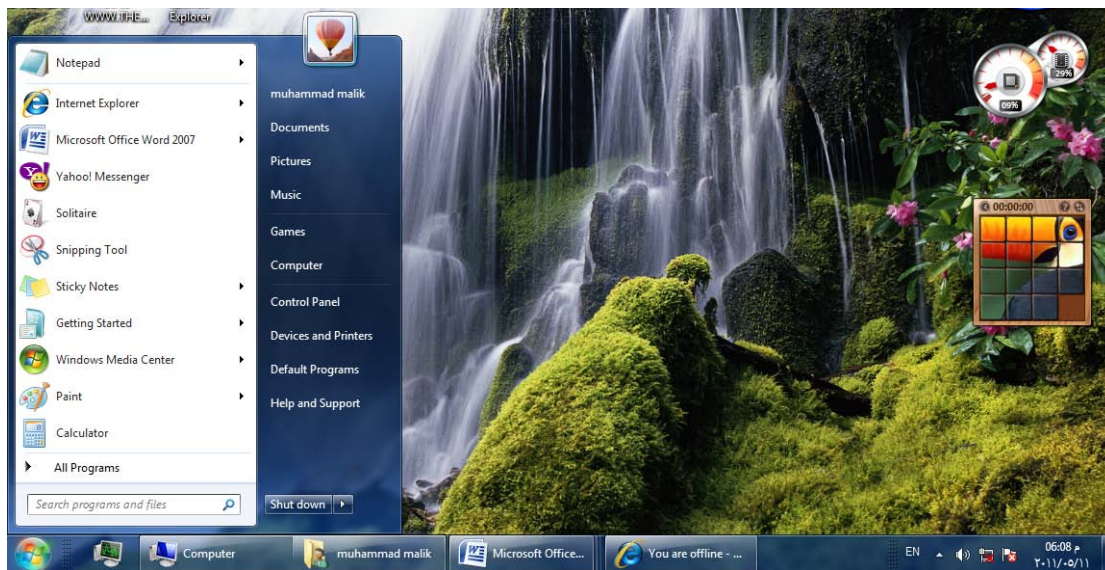 WWW.THE...
Explorer
Notepad
Internet Explorer
Microsoft Office Word 2007
Yahoo! Messenger
Solitaire
Snipping Tool
Sticky Notes
Getting Started
Windows Media Center
Paint
Calculator
All Programs
Search programs and files
muhammad malik
Documents
Pictures
Music
Games
Computer
Control Panel
Devices and Printers
Default Programs
Help and Support
Shut down
29%
09%
00:00:00
?
Computer
muhammad malik
Microsoft Office...
You are offline - ...
EN
06:08 م
٢٠١١/٠٥/١١